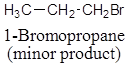 H₃C—CH₂-CH₂Br
1-Bromopropane
(minor product)